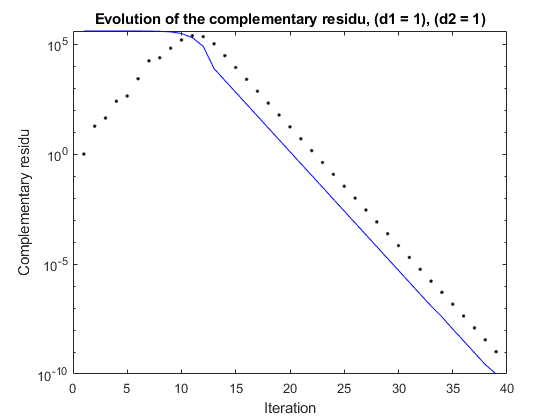 Evolution of the complementary residu, (d1 = 1), (d2 = 1)
10^5
10^0
10^-5
10^-10
Complementary residu
0 5 10 15 20 25 30 35 40
Iteration